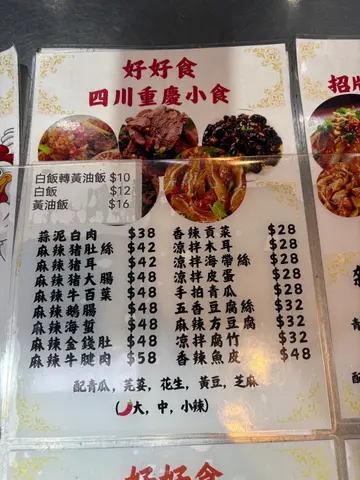 好好食
四川重慶小食
白飯轉黃油飯 $10
白飯 $12
黃油飯 $16
蒜泥白肉 $38
麻辣豬肚絲 $42
麻辣豬耳 $42
麻辣豬大腸 $48
麻辣牛百葉 $48
麻辣鵝腸 $48
麻辣海蜇 $48
麻辣金錢肚 $48
麻辣牛腱肉 $58
香辣貢菜 $28
涼拌木耳 $28
涼拌海帶絲 $28
涼拌皮蛋 $28
手拍青瓜 $28
五香豆腐絲 $32
麻辣方豆腐 $32
涼拌腐竹 $32
香辣魚皮 $48
配青瓜，芫荽，花生，黃豆，芝麻
(大，中，小辣)
招牌
好好食